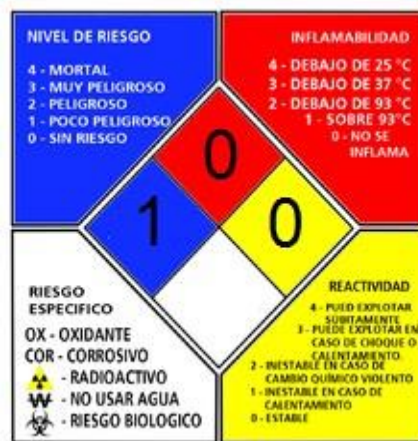 NIVEL DE RIESGO
4 - MORTAL
3 - MUY PELIGROSO
2 - PELIGROSO
1 - POCO PELIGROSO
0 - SIN RIESGO
INFLAMABILIDAD
4 - DEBAJO DE 25 °C
3 - DEBAJO DE 37 °C
2 - DEBAJO DE 93 °C
1 - SOBRE 93°C
0 - NO SE
INFLAMA
0
1
0
RIESGO
ESPECIFICO
OX - OXIDANTE
COR - CORROSIVO
- RADIOACTIVO
W - NO USAR AGUA
- RIESGO BIOLOGICO
REACTIVIDAD
4 - PUED EXPLOTAR
SÚBITAMENTE
3 - PUEDE EXPLOTAR EN
CASO DE CHOQUE O
CALENTAMIENTO.
2 - INESTABLE EN CASO DE
CAMBIO QUÍMICO VIOLENTO
1 - INESTABLE EN CASO DE
CALENTAMIENTO
0 - ESTABLE